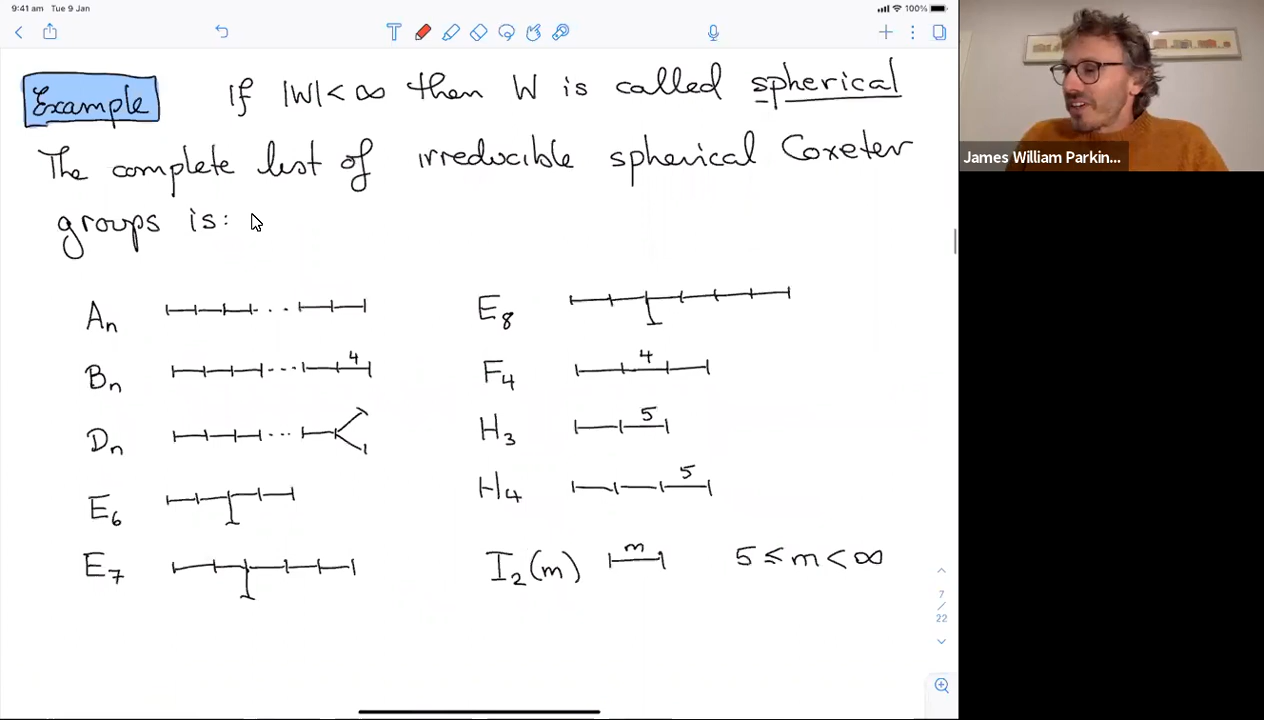 9:41 am Tue 9 Jan
100%
Example If |W| < ∞ then W is called spherical
The complete list of irreducible spherical Coxeter
groups is:
Aₙ
Bₙ 4
Dₙ
E₆
E₇
E₈
F₄ 4
H₃ 5
H₄ 5
I₂(m) m 5 ≤ m < ∞
7
/
22
James William Parkin...